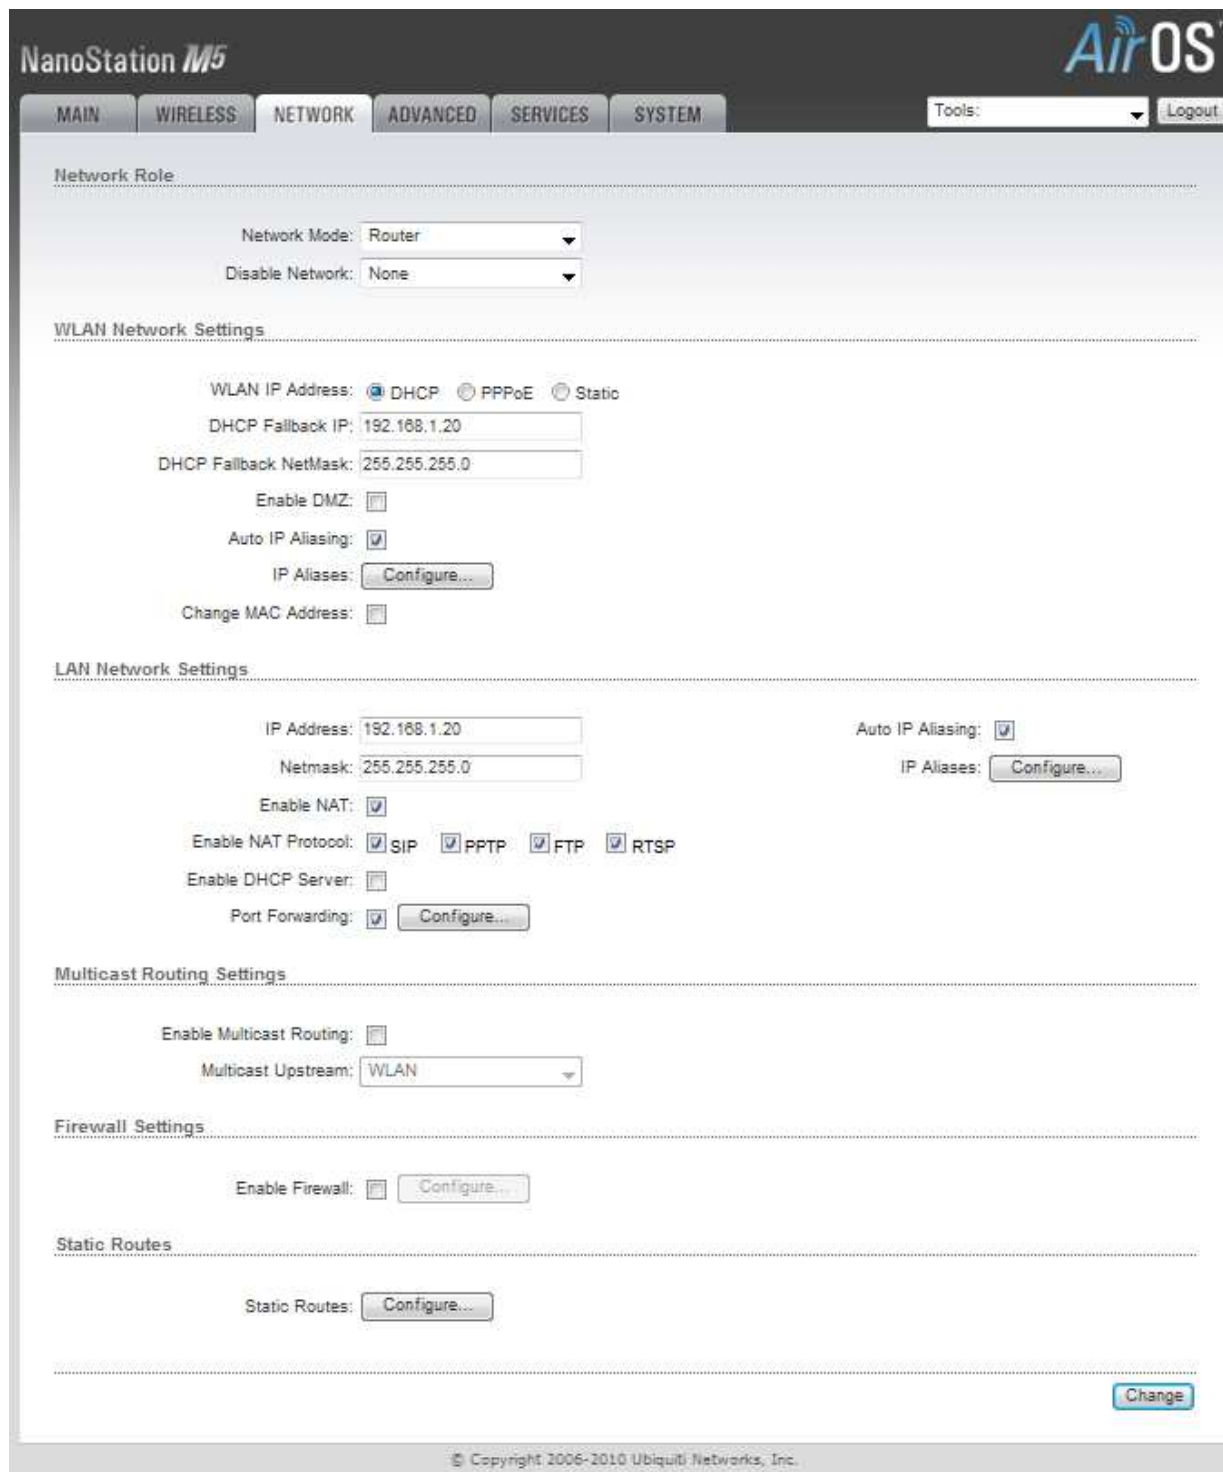 NanoStation M5
AirOS
MAIN WIRELESS NETWORK ADVANCED SERVICES SYSTEM Tools: Logout
Network Role
Network Mode: Router
Disable Network: None
WLAN Network Settings
WLAN IP Address: DHCP PPPoE Static
DHCP Fallback IP: 192.168.1.20
DHCP Fallback NetMask: 255.255.255.0
Enable DMZ:
Auto IP Aliasing:
IP Aliases: Configure...
Change MAC Address:
LAN Network Settings
IP Address: 192.168.1.20 Auto IP Aliasing:
Netmask: 255.255.255.0 IP Aliases: Configure...
Enable NAT:
Enable NAT Protocol: SIP PPTP FTP RTSP
Enable DHCP Server:
Port Forwarding: Configure...
Multicast Routing Settings
Enable Multicast Routing:
Multicast Upstream: WLAN
Firewall Settings
Enable Firewall: Configure...
Static Routes
Static Routes: Configure...
Change
© Copyright 2006-2010 Ubiquiti Networks, Inc.